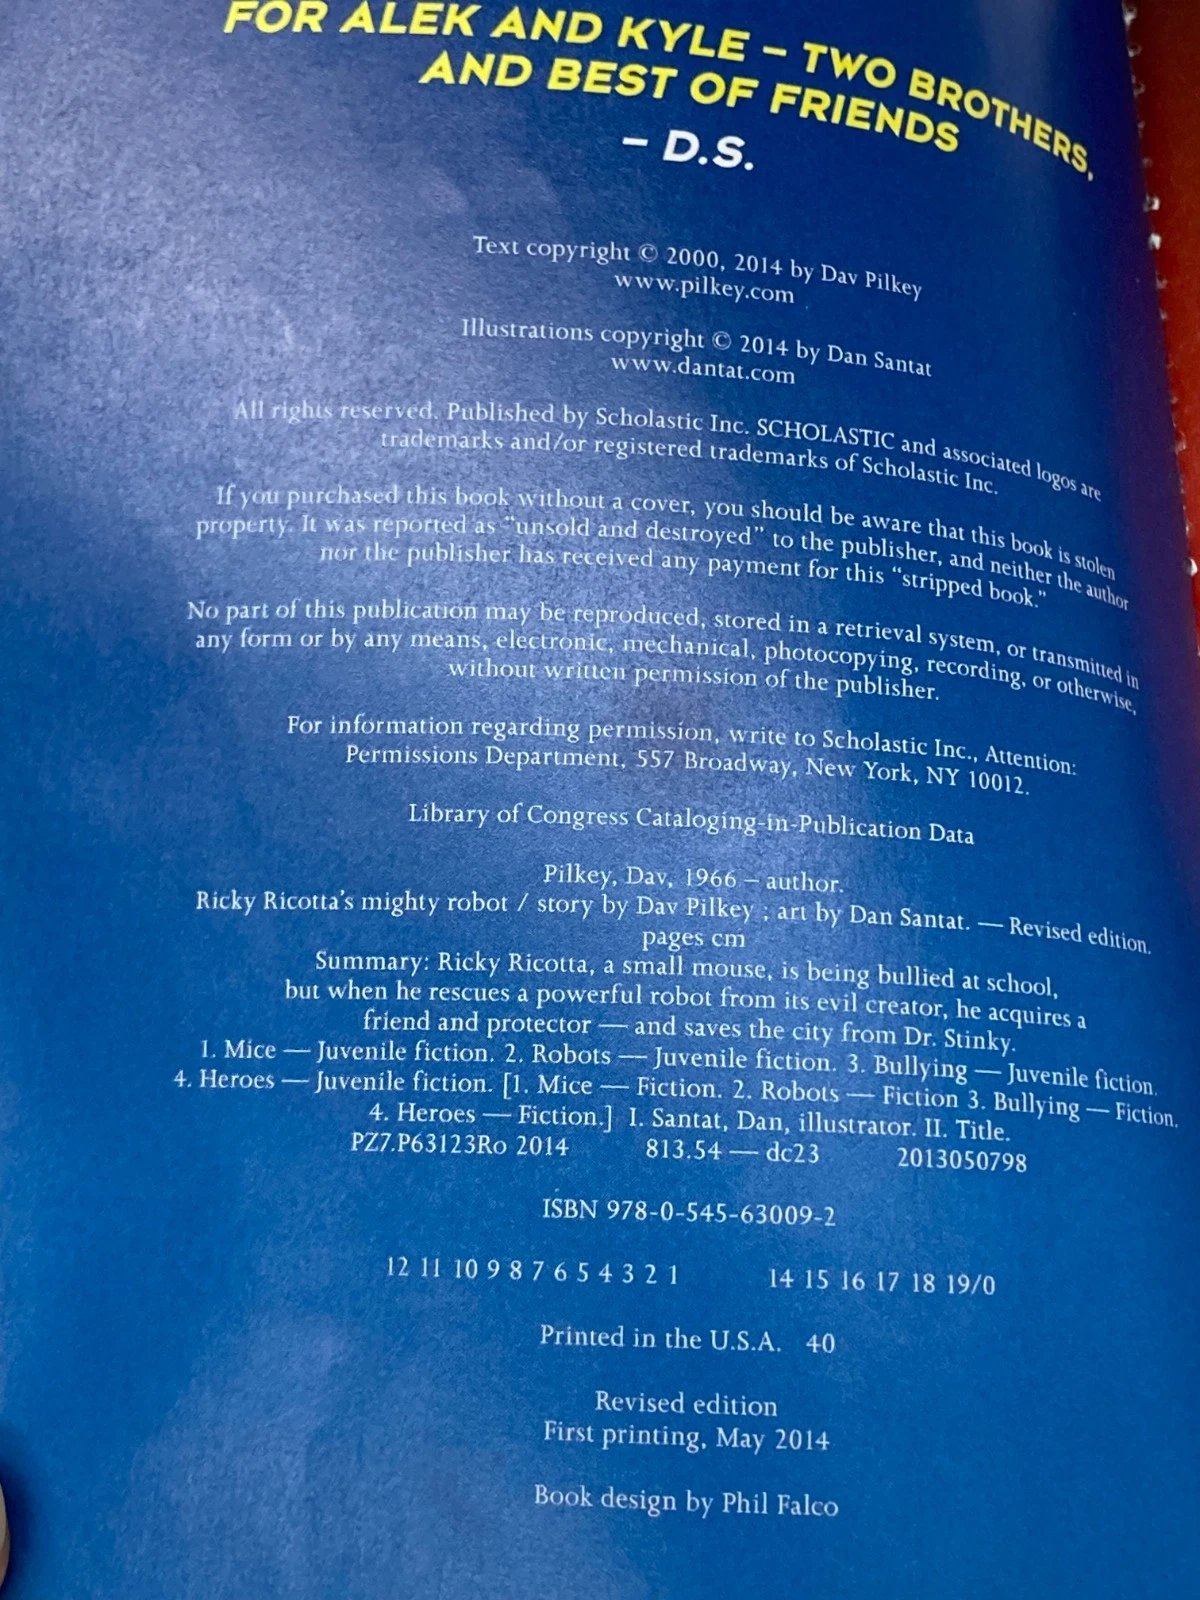 FOR ALEK AND KYLE – TWO BROTHERS,
AND BEST OF FRIENDS
– D.S.
Text copyright © 2000, 2014 by Dav Pilkey
www.pilkey.com
Illustrations copyright © 2014 by Dan Santat
www.dantat.com
All rights reserved. Published by Scholastic Inc. SCHOLASTIC and associated logos are
trademarks and/or registered trademarks of Scholastic Inc.
If you purchased this book without a cover, you should be aware that this book is stolen
property. It was reported as “unsold and destroyed” to the publisher, and neither the author
nor the publisher has received any payment for this “stripped book.”
No part of this publication may be reproduced, stored in a retrieval system, or transmitted in
any form or by any means, electronic, mechanical, photocopying, recording, or otherwise,
without written permission of the publisher.
For information regarding permission, write to Scholastic Inc., Attention:
Permissions Department, 557 Broadway, New York, NY 10012.
Library of Congress Cataloging-in-Publication Data
Pilkey, Dav, 1966 – author.
Ricky Ricotta’s mighty robot / story by Dav Pilkey ; art by Dan Santat. — Revised edition.
pages cm
Summary: Ricky Ricotta, a small mouse, is being bullied at school,
but when he rescues a powerful robot from its evil creator, he acquires a
friend and protector — and saves the city from Dr. Stinky.
1. Mice — Juvenile fiction. 2. Robots — Juvenile fiction. 3. Bullying — Juvenile fiction.
4. Heroes — Juvenile fiction. [1. Mice — Fiction. 2. Robots — Fiction 3. Bullying — Fiction.
4. Heroes — Fiction.] I. Santat, Dan, illustrator. II. Title.
PZ7.P63123Ro 2014 813.54 — dc23 2013050798
ISBN 978-0-545-63009-2
12 11 10 9 8 7 6 5 4 3 2 1 14 15 16 17 18 19/0
Printed in the U.S.A. 40
Revised edition
First printing, May 2014
Book design by Phil Falco